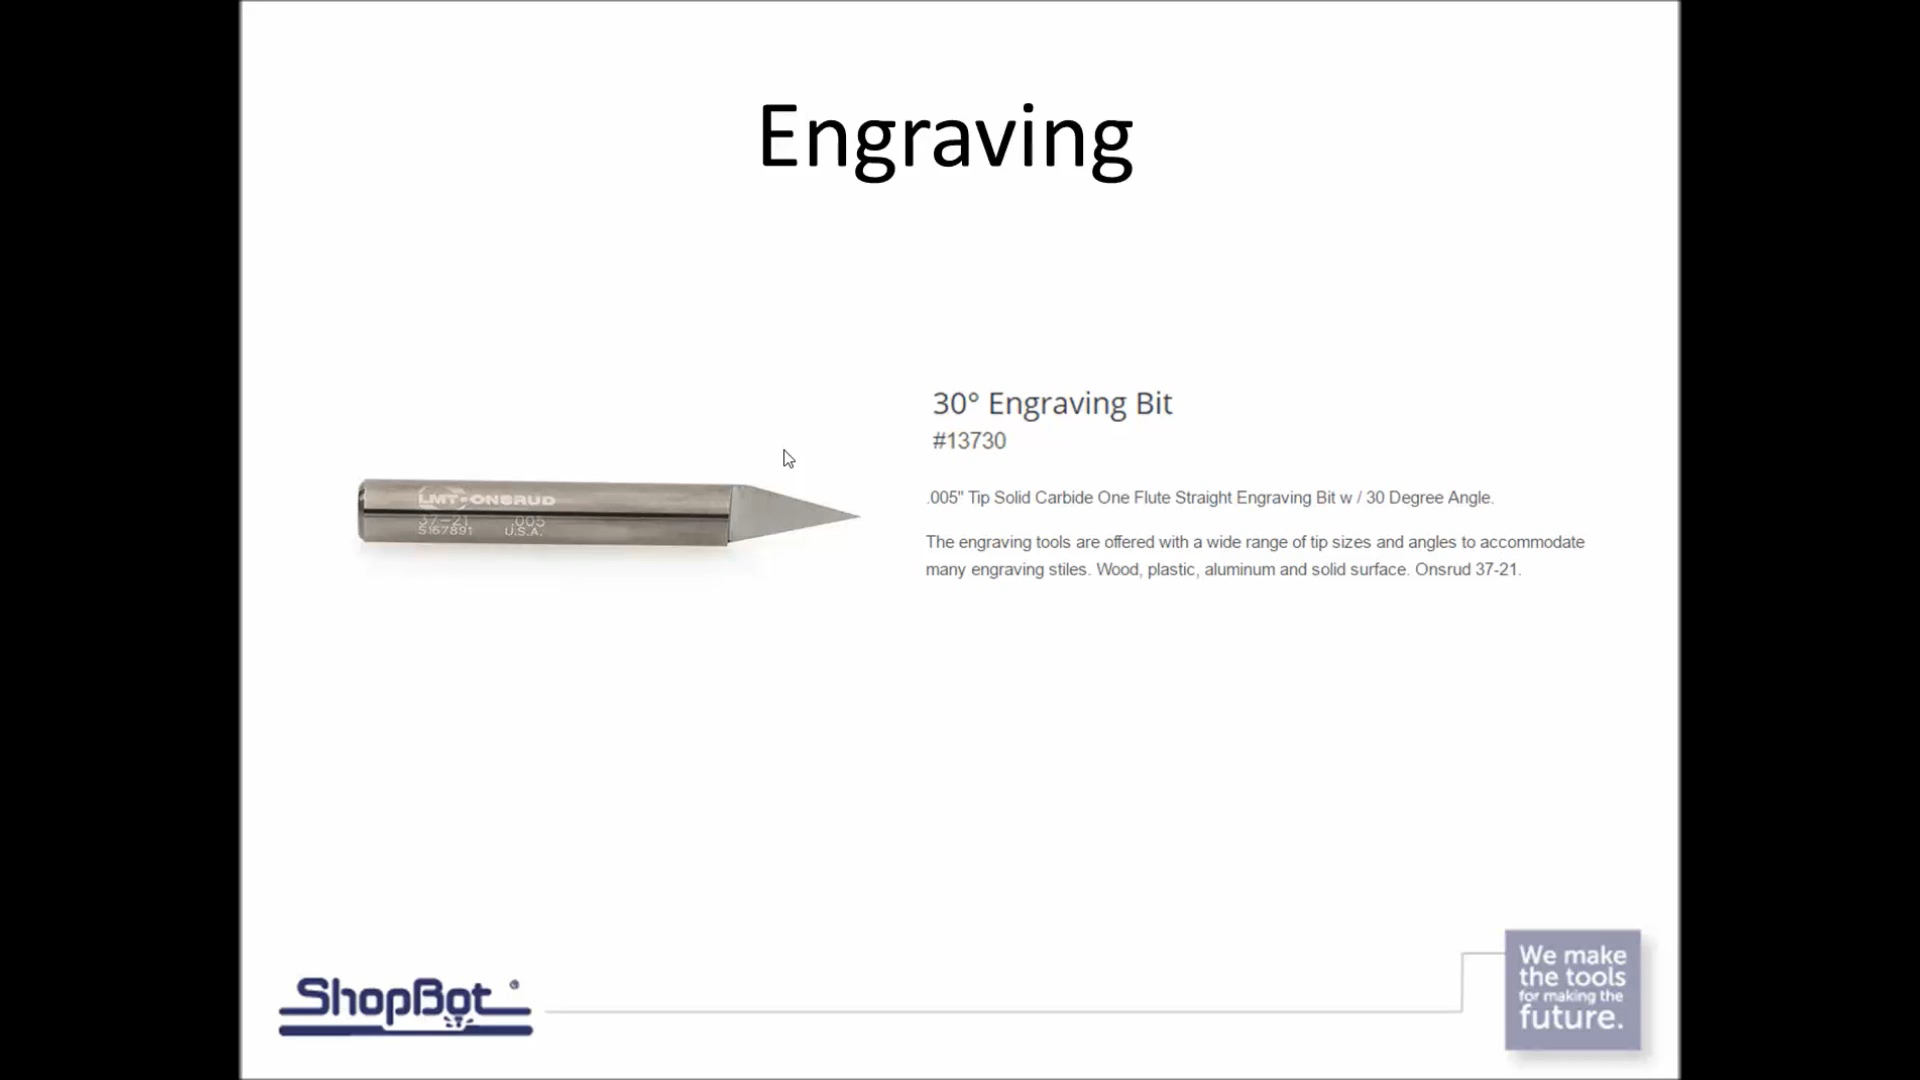 Engraving
30° Engraving Bit
#13730
LMT-ONSRUD
37-21 .005
S167891 U.S.A.
.005" Tip Solid Carbide One Flute Straight Engraving Bit w / 30 Degree Angle.
The engraving tools are offered with a wide range of tip sizes and angles to accommodate
many engraving stiles. Wood, plastic, aluminum and solid surface. Onsrud 37-21.
ShopBot®
We make
the tools
for making the
future.